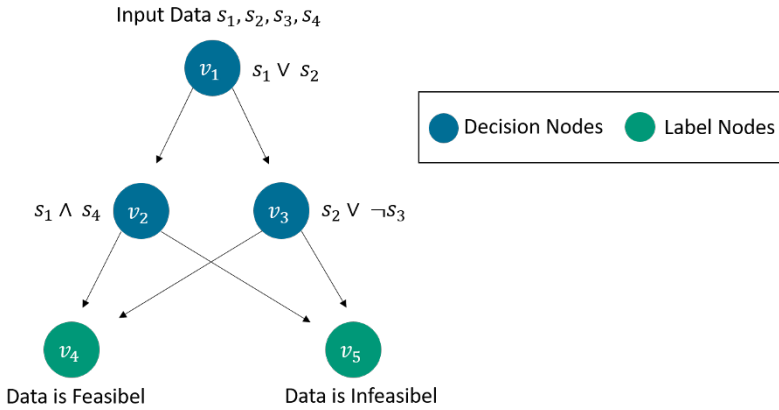 Input Data s₁, s₂, s₃, s₄
v₁ s₁ ∨ s₂
Decision Nodes Label Nodes
s₁ ∧ s₄ v₂ v₃ s₂ ∨ ¬s₃
v₄ v₅
Data is Feasibel Data is Infeasibel